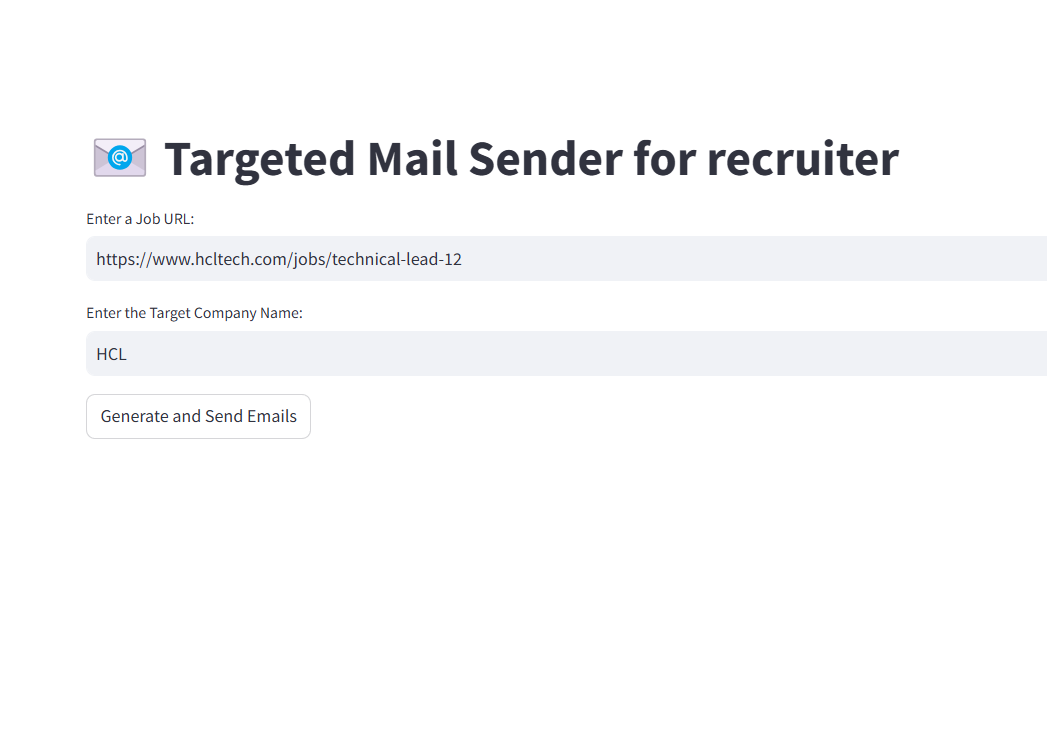 Targeted Mail Sender for recruiter
Enter a Job URL:
https://www.hcltech.com/jobs/technical-lead-12
Enter the Target Company Name:
HCL
Generate and Send Emails